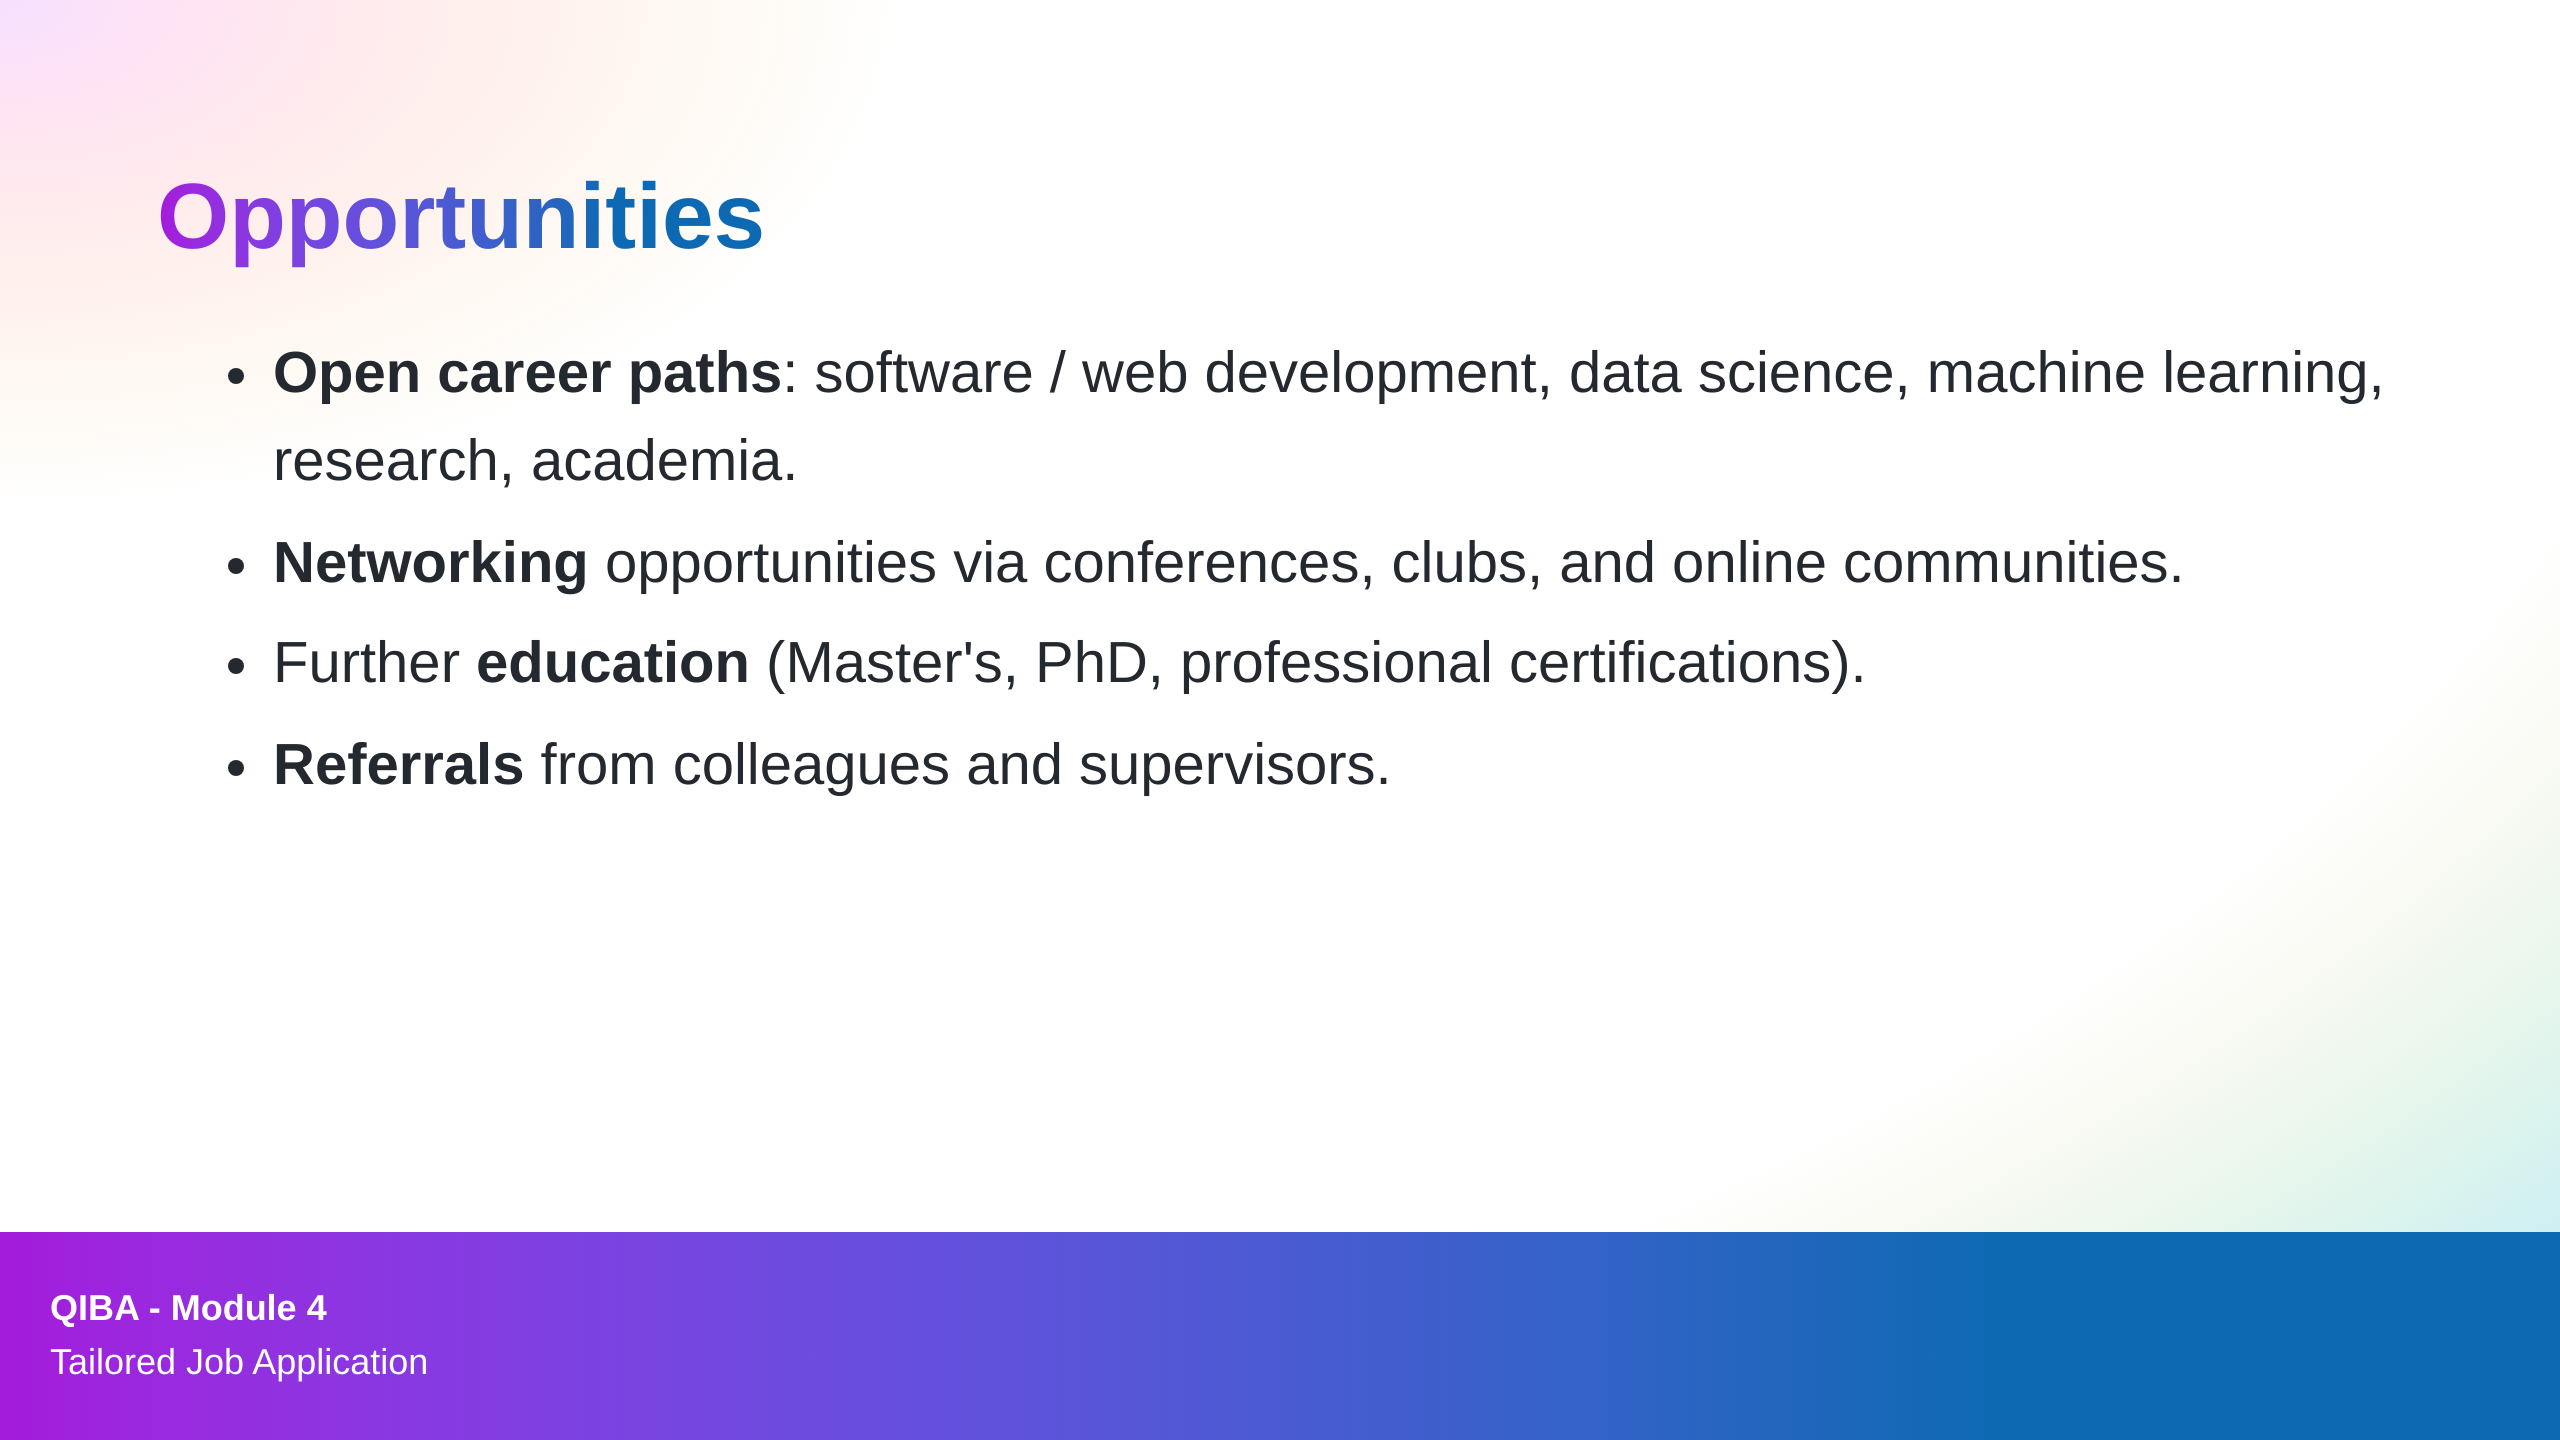 Opportunities
• Open career paths: software / web development, data science, machine learning,
research, academia.
• Networking opportunities via conferences, clubs, and online communities.
• Further education (Master's, PhD, professional certifications).
• Referrals from colleagues and supervisors.
QIBA - Module 4
Tailored Job Application